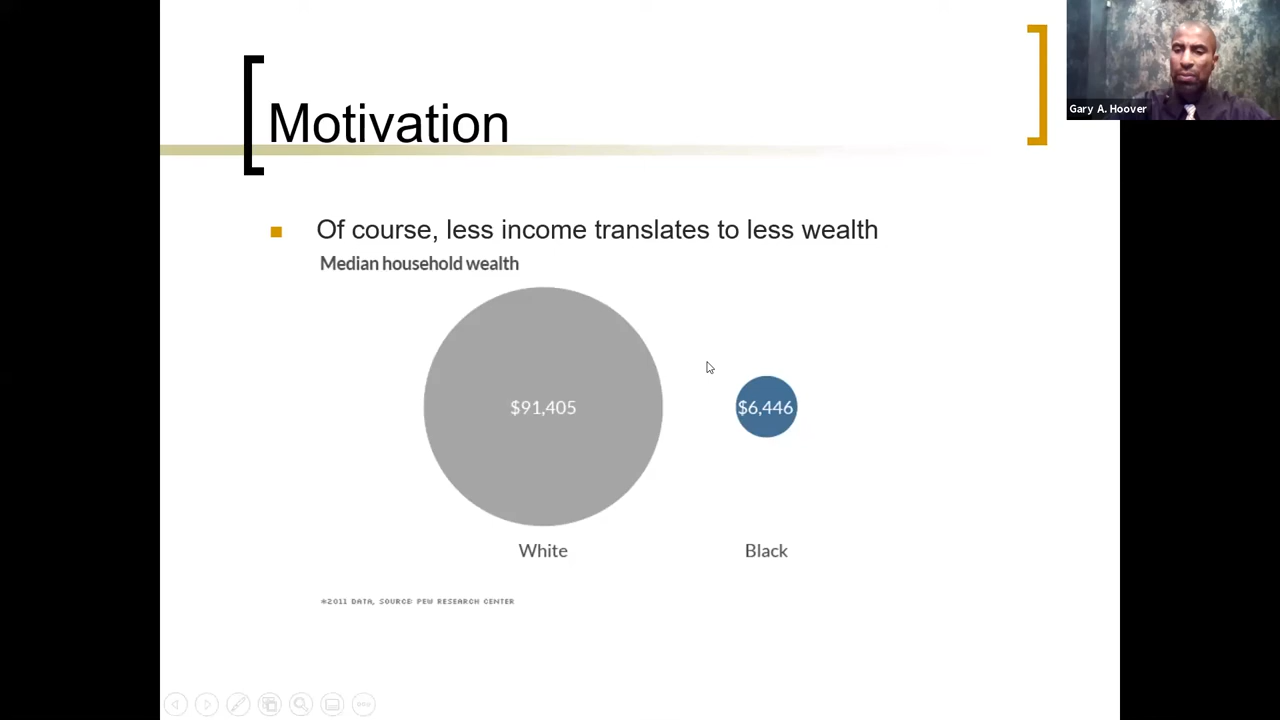 Motivation
Gary A. Hoover
Of course, less income translates to less wealth
Median household wealth
$91,405
$6,446
White
Black
*2011 DATA, SOURCE: PEW RESEARCH CENTER